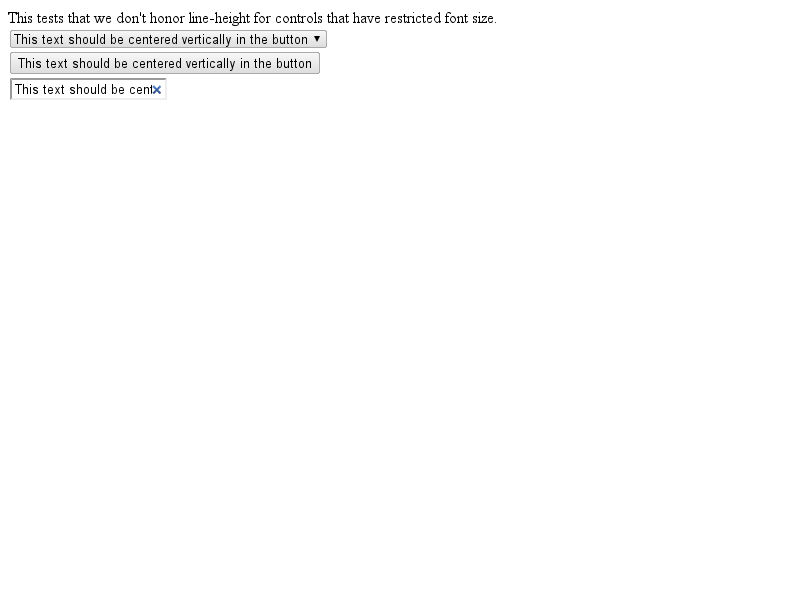 This tests that we don't honor line-height for controls that have restricted font size.
This text should be centered vertically in the button
This text should be centered vertically in the button
This text should be cent